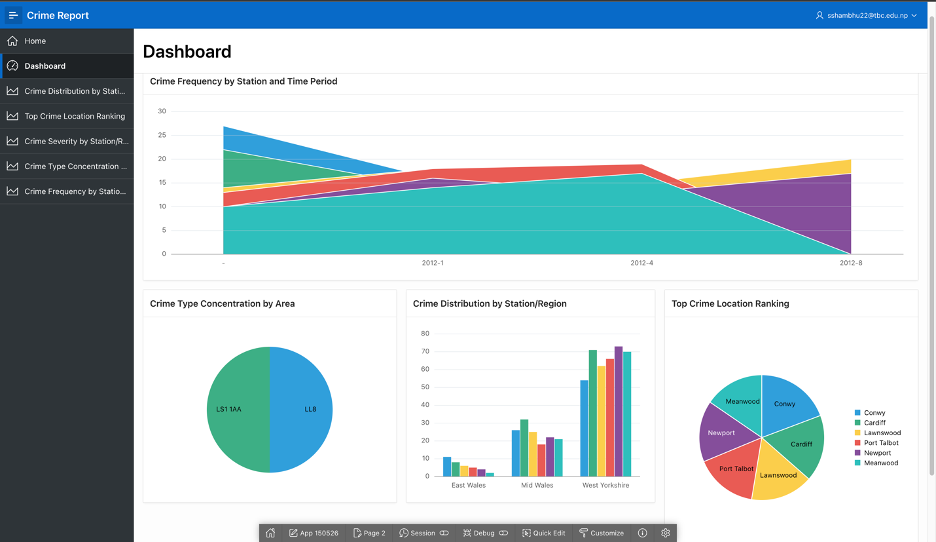 Crime Report
sshambhu22@tbc.edu.np
Home
Dashboard
Crime Distribution by Stati...
Top Crime Location Ranking
Crime Severity by Station/R...
Crime Type Concentration ...
Crime Frequency by Statio...
Dashboard
Crime Frequency by Station and Time Period
30
25
20
15
10
5
0
-
2012-1
2012-4
2012-8
Crime Type Concentration by Area
LS1 1AA
LL8
Crime Distribution by Station/Region
80
70
60
50
40
30
20
10
0
East Wales
Mid Wales
West Yorkshire
Top Crime Location Ranking
Meanwood
Conwy
Newport
Cardiff
Port Talbot
Lawnswood
Conwy
Cardiff
Lawnswood
Port Talbot
Newport
Meanwood
App 150526
Page 2
Session
Debug
Quick Edit
Customize